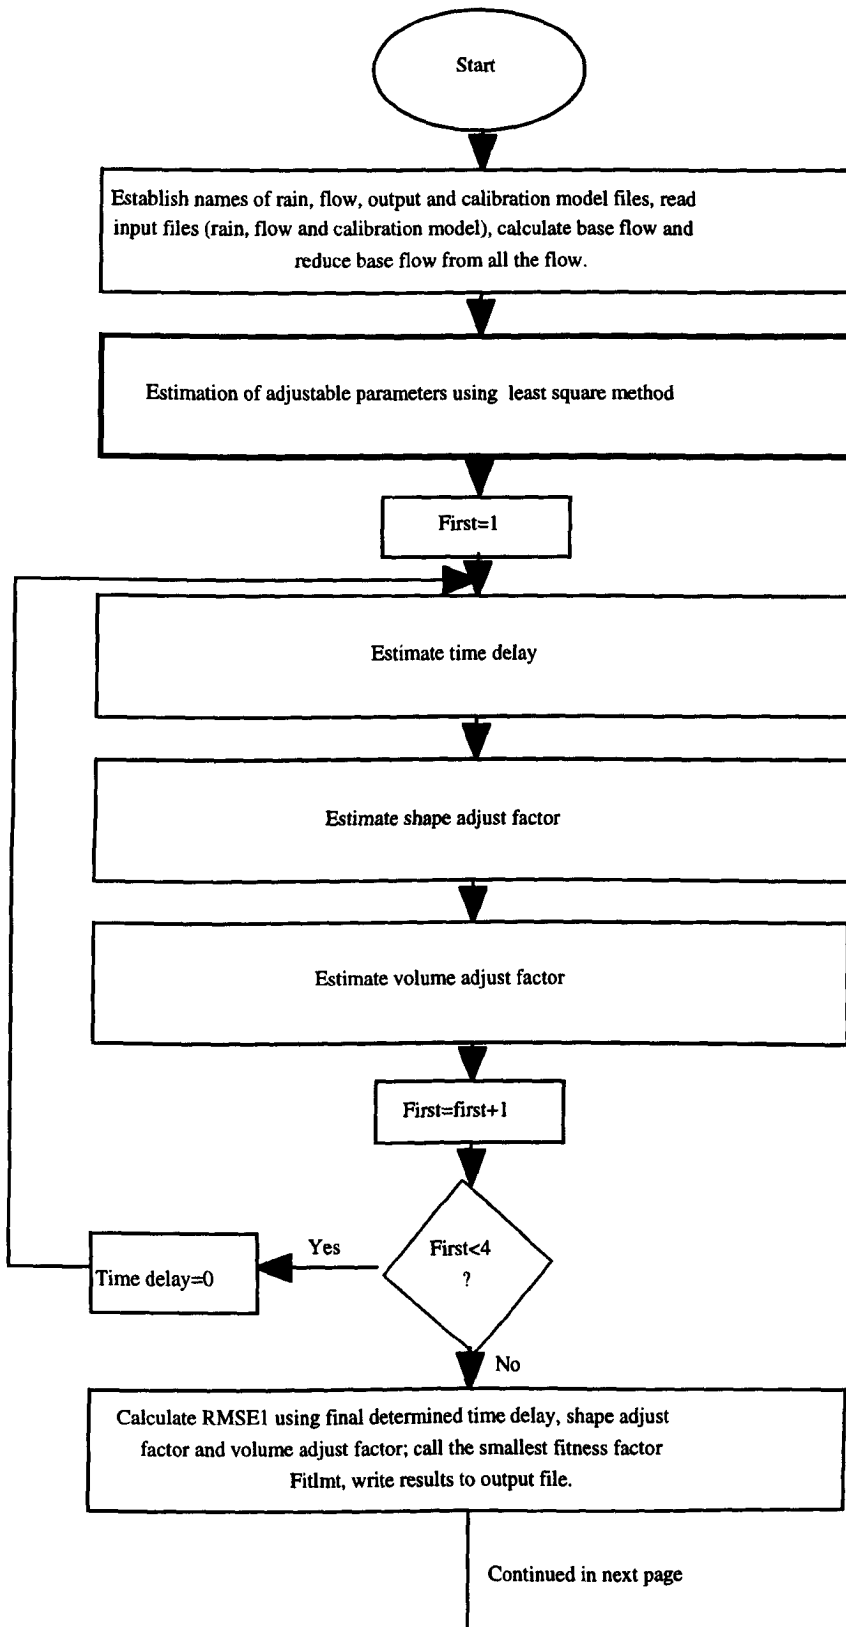 Start
Establish names of rain, flow, output and calibration model files, read
input files (rain, flow and calibration model), calculate base flow and
reduce base flow from all the flow.
Estimation of adjustable parameters using least square method
First=1
Estimate time delay
Estimate shape adjust factor
Estimate volume adjust factor
First=first+1
First<4
?
Yes
Time delay=0
No
Calculate RMSE1 using final determined time delay, shape adjust
factor and volume adjust factor; call the smallest fitness factor
FitImt, write results to output file.
Continued in next page